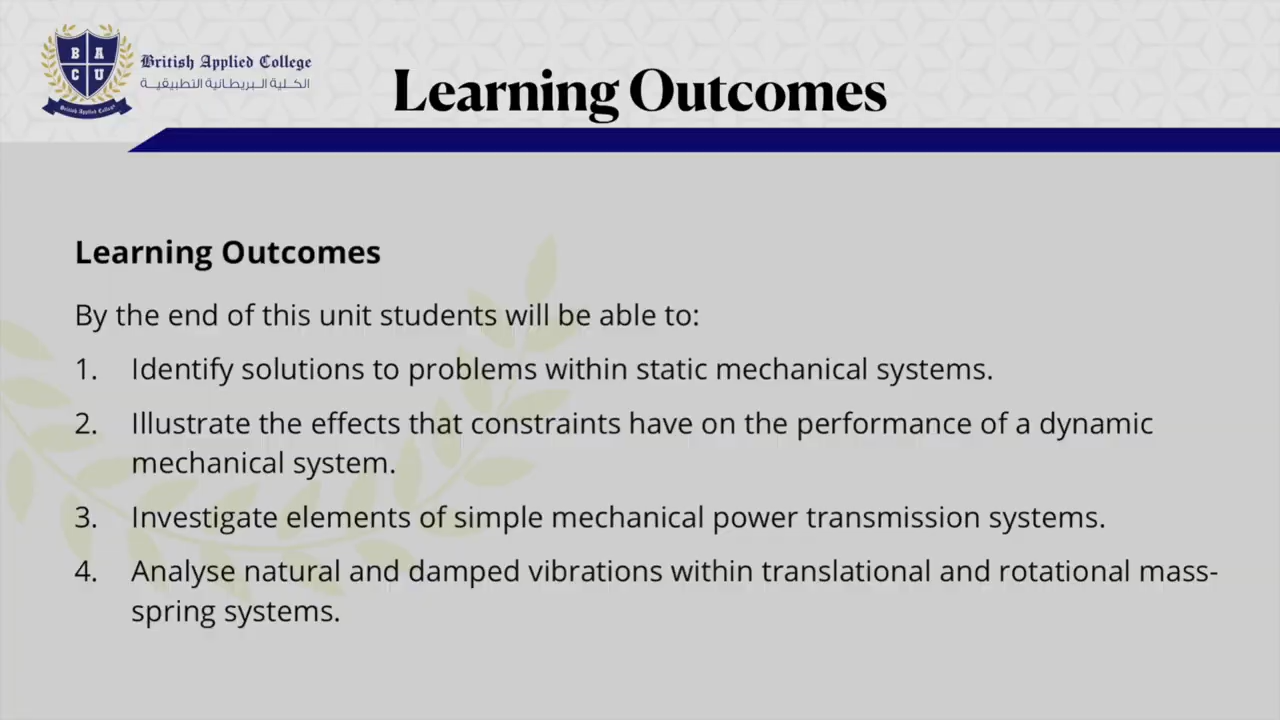 B A
C U
British Applied College
British Applied College
الكلية البريطانية التطبيقية
Learning Outcomes
Learning Outcomes
By the end of this unit students will be able to:
1. Identify solutions to problems within static mechanical systems.
2. Illustrate the effects that constraints have on the performance of a dynamic
mechanical system.
3. Investigate elements of simple mechanical power transmission systems.
4. Analyse natural and damped vibrations within translational and rotational mass-
spring systems.